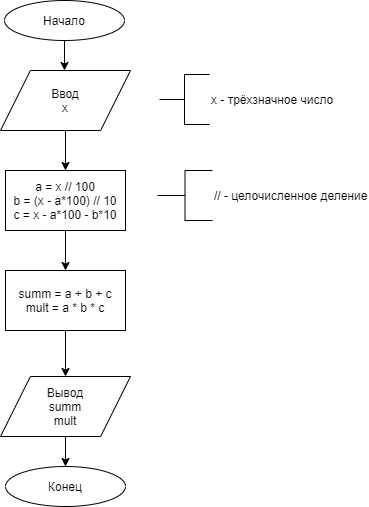 Начало
Ввод
x
x - трёхзначное число
a = x // 100
b = (x - a*100) // 10
c = x - a*100 - b*10
// - целочисленное деление
summ = a + b + c
mult = a * b * c
Вывод
summ
mult
Конец